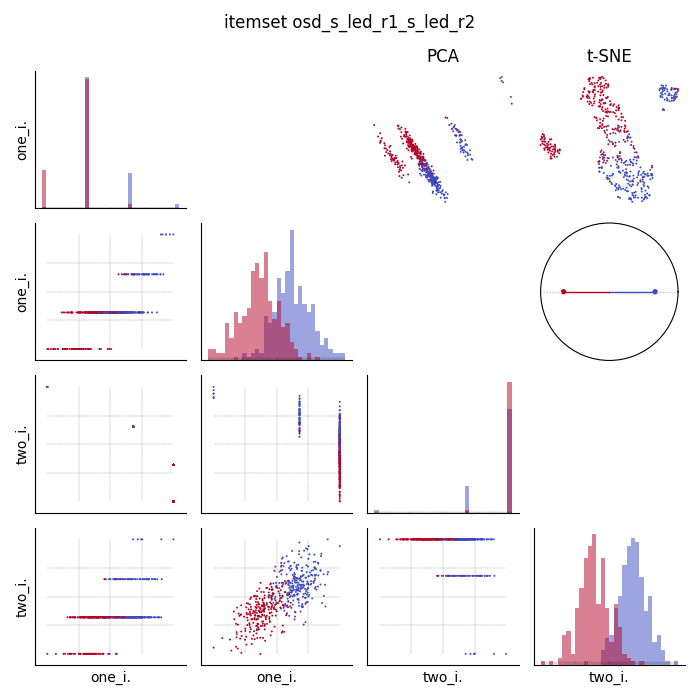 itemset osd_s_led_r1_s_led_r2
PCA
t-SNE
one_i.
one_i.
two_i.
two_i.
one_i.
one_i.
two_i.
two_i.